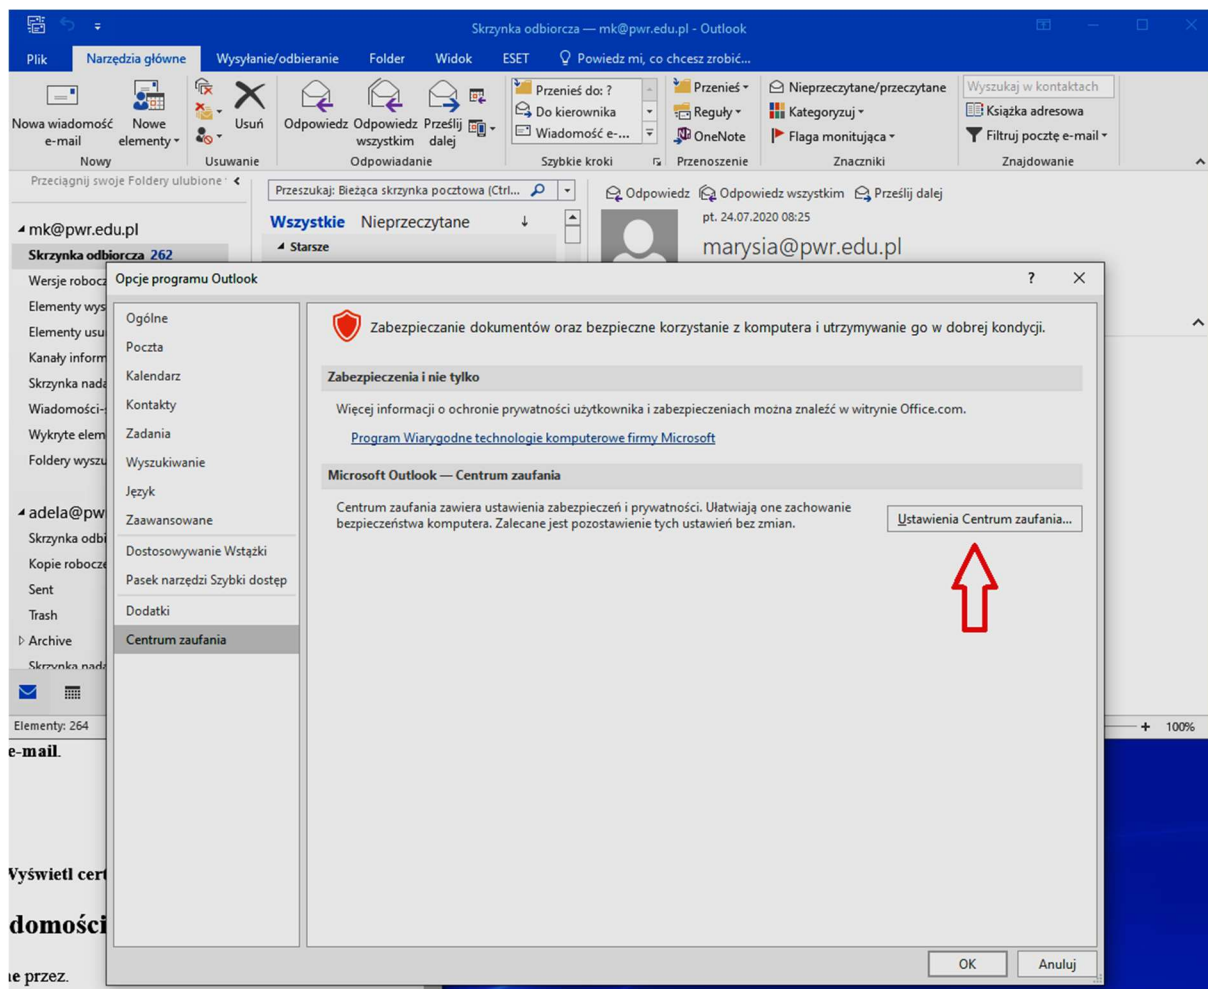 Skrzynka odbiorcza — mk@pwr.edu.pl - Outlook
Plik Narzędzia główne Wysyłanie/odbieranie Folder Widok ESET Powiedz mi, co chcesz zrobić...
Nowa wiadomość e-mail
Nowe elementy
Nowy
Usuń
Usuwanie
Odpowiedz
Odpowiedz wszystkim
Prześlij dalej
Odpowiadanie
Przenieś do: ?
Do kierownika
Wiadomość e-...
Szybkie kroki
Przenieś
Reguły
OneNote
Przenoszenie
Nieprzeczytane/przeczytane
Kategoryzuj
Flaga monitująca
Znaczniki
Wyszukaj w kontaktach
Książka adresowa
Filtruj pocztę e-mail
Znajdowanie
Przeciągnij swoje Foldery ulubione
mk@pwr.edu.pl
Skrzynka odbiorcza 262
Wersje robocz
Elementy wys
Elementy usu
Kanały inform
Skrzynka nada
Wiadomości-
Wykryte elem
Foldery wyszu
adela@pw
Skrzynka odbi
Kopie robocze
Sent
Trash
Archive
Skrzynka nada
Elementy: 264
Przeszukaj: Bieżąca skrzynka pocztowa (Ctrl...
Wszystkie Nieprzeczytane
Starsze
Odpowiedz Odpowiedz wszystkim Prześlij dalej
pt. 24.07.2020 08:25
marysia@pwr.edu.pl
Opcje programu Outlook
?
Ogólne
Poczta
Kalendarz
Kontakty
Zadania
Wyszukiwanie
Język
Zaawansowane
Dostosowywanie Wstążki
Pasek narzędzi Szybki dostęp
Dodatki
Centrum zaufania
Zabezpieczanie dokumentów oraz bezpieczne korzystanie z komputera i utrzymywanie go w dobrej kondycji.
Zabezpieczenia i nie tylko
Więcej informacji o ochronie prywatności użytkownika i zabezpieczeniach można znaleźć w witrynie Office.com.
Program Wiarygodne technologie komputerowe firmy Microsoft
Microsoft Outlook — Centrum zaufania
Centrum zaufania zawiera ustawienia zabezpieczeń i prywatności. Ułatwiają one zachowanie
bezpieczeństwa komputera. Zalecane jest pozostawienie tych ustawień bez zmian.
Ustawienia Centrum zaufania...
OK Anuluj
100%
e-mail.
Wyświetl cert
domości
ne przez.